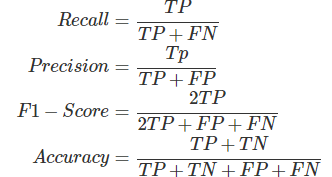 Recall = TP / TP + FN
Precision = Tp / TP + FP
F1 − Score = 2TP / 2TP + FP + FN
Accuracy = TP + TN / TP + TN + FP + FN